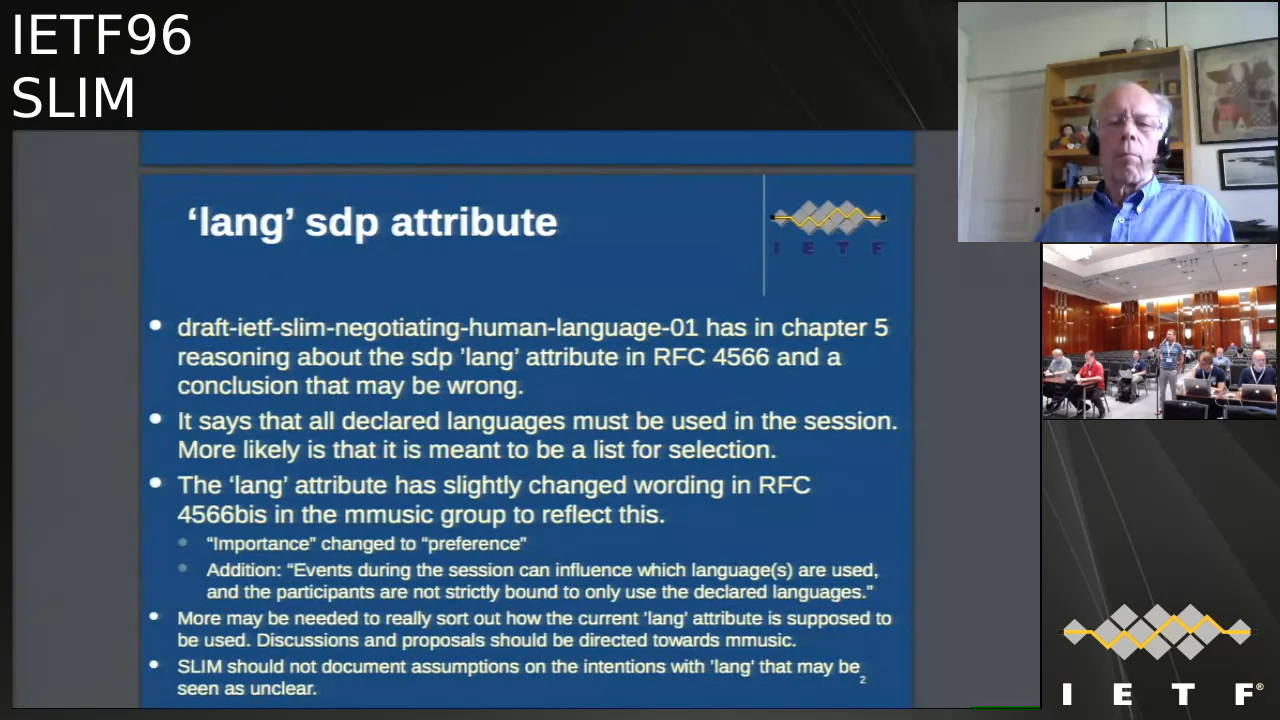 IETF96
SLIM
‘lang’ sdp attribute
I E T F
draft-ietf-slim-negotiating-human-language-01 has in chapter 5
reasoning about the sdp ’lang’ attribute in RFC 4566 and a
conclusion that may be wrong.
It says that all declared languages must be used in the session.
More likely is that it is meant to be a list for selection.
The ‘lang’ attribute has slightly changed wording in RFC
4566bis in the mmusic group to reflect this.
“Importance” changed to “preference”
Addition: “Events during the session can influence which language(s) are used,
and the participants are not strictly bound to only use the declared languages.”
More may be needed to really sort out how the current 'lang' attribute is supposed to
be used. Discussions and proposals should be directed towards mmusic.
SLIM should not document assumptions on the intentions with 'lang' that may be
seen as unclear.
2
I E T F®